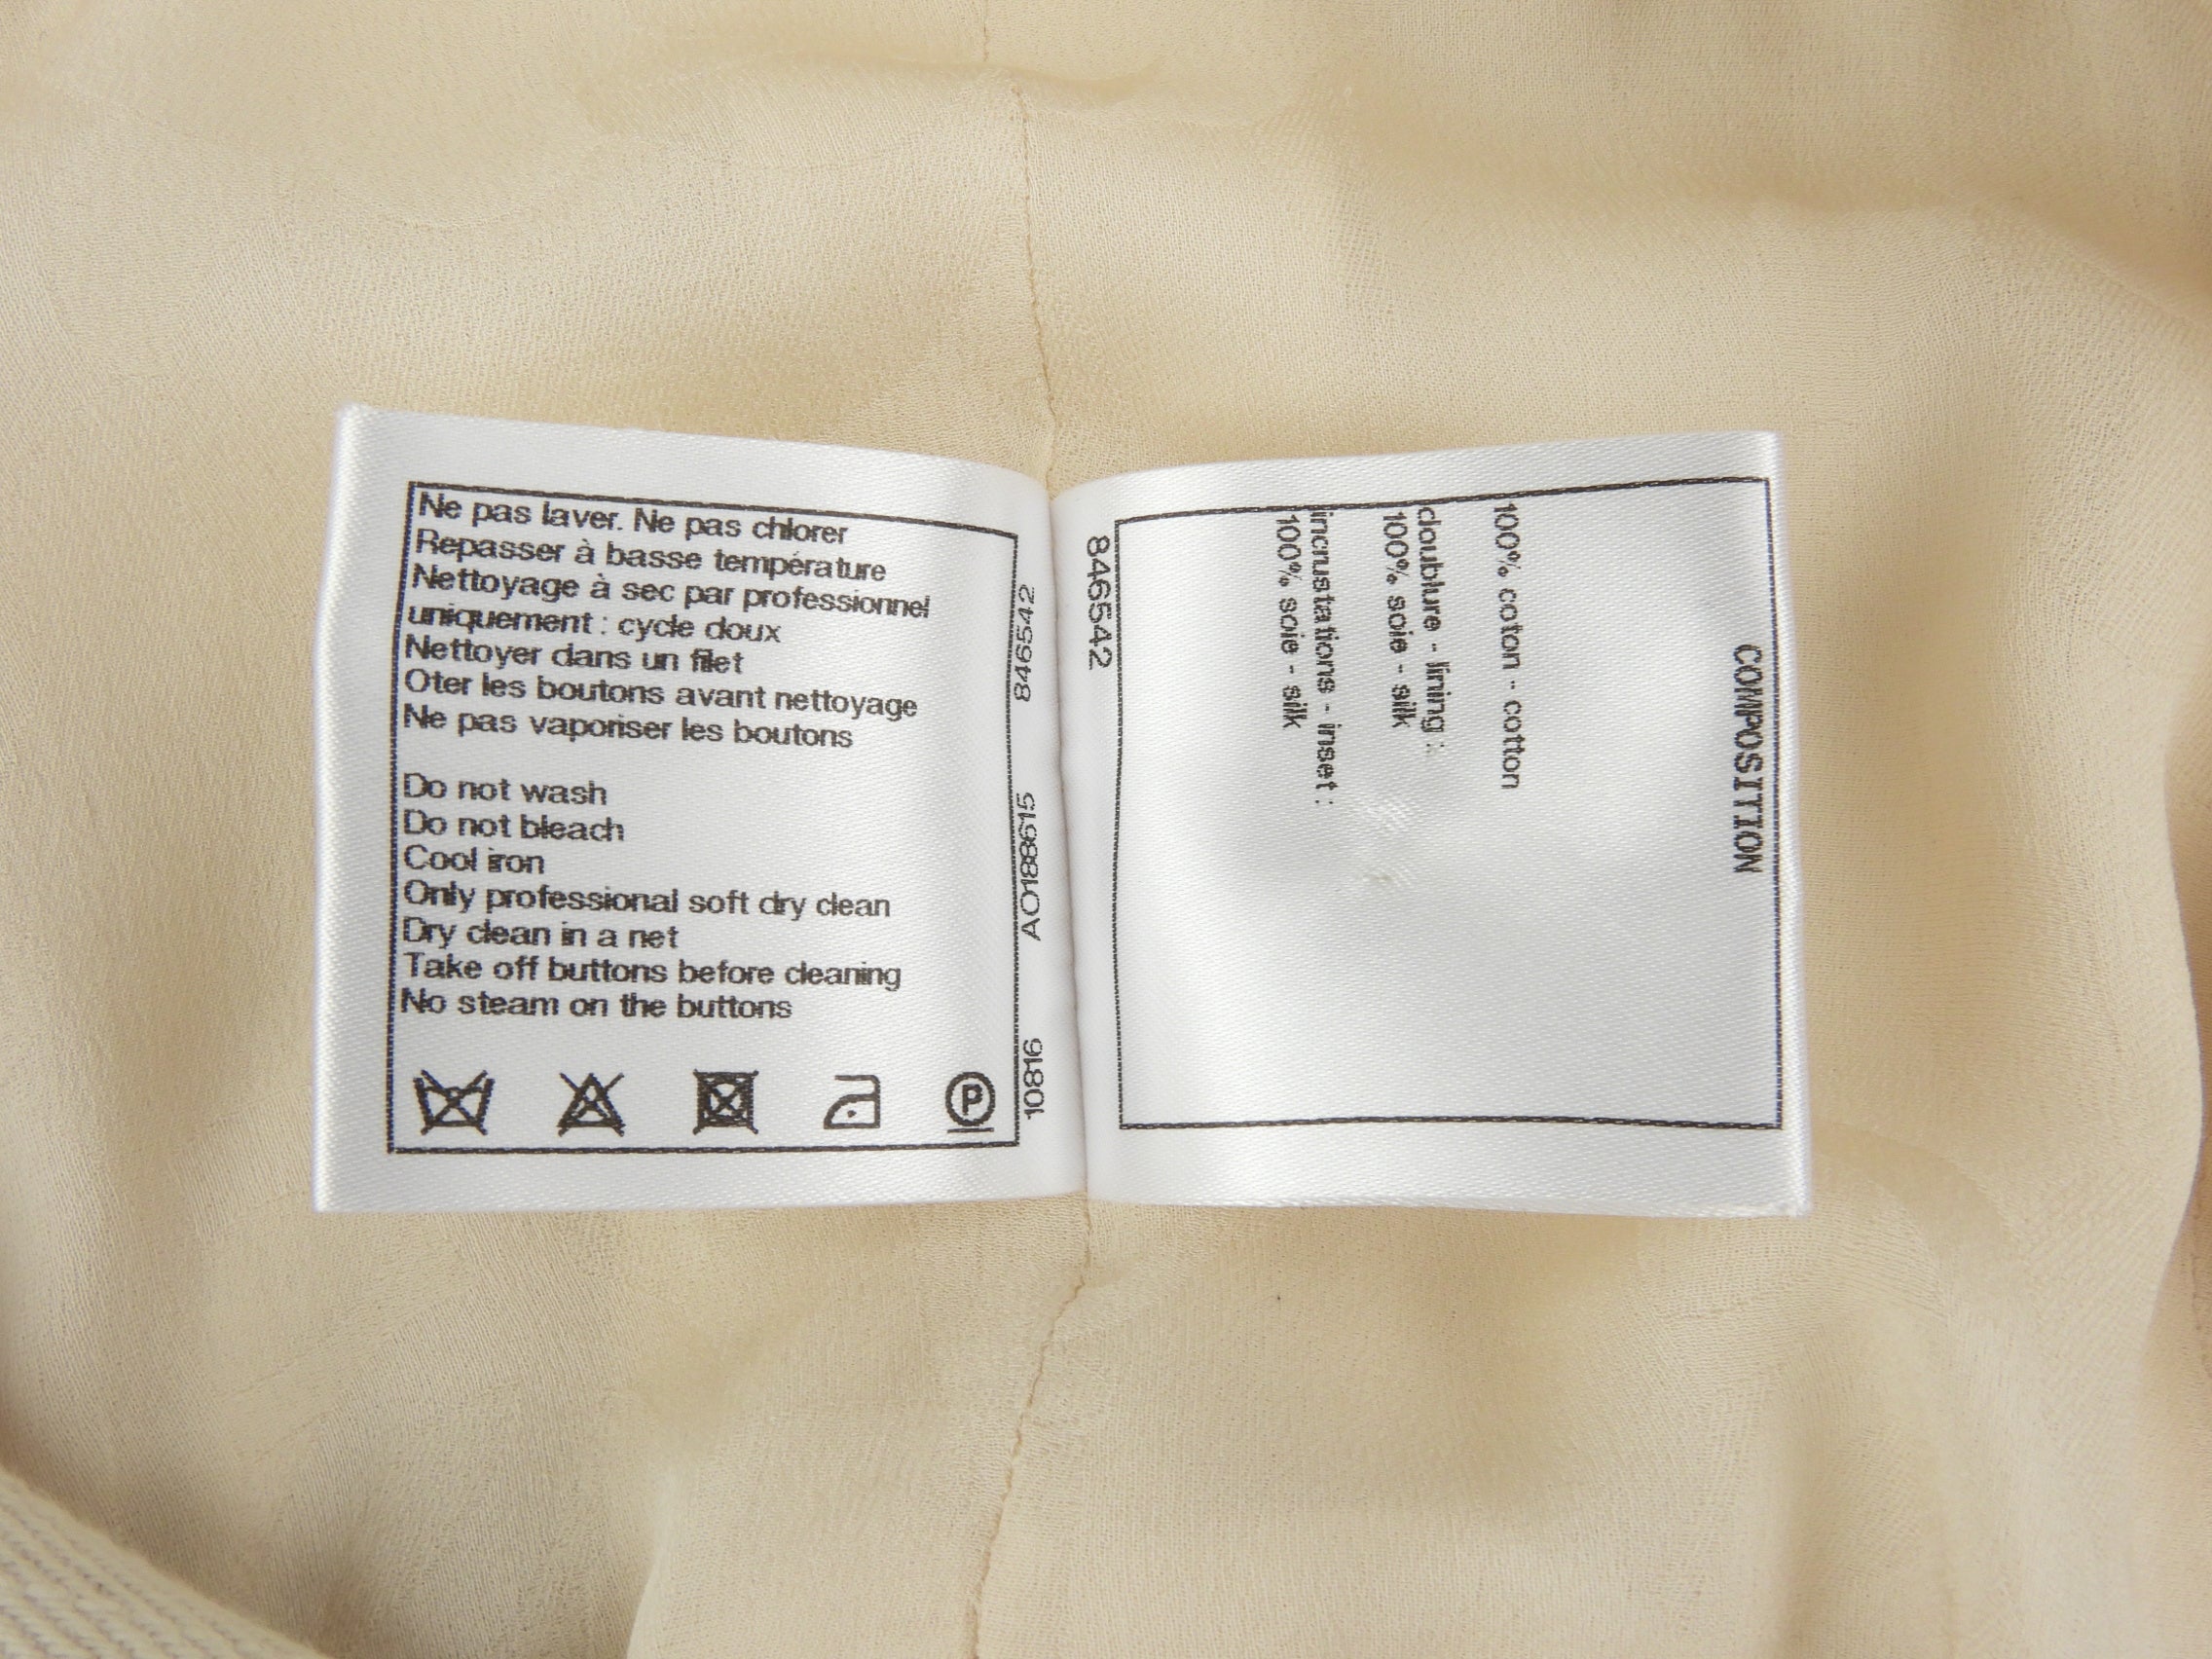 Ne pas laver. Ne pas chlorer
Repasser à basse température
Nettoyage à sec par professionnel
uniquement : cycle doux
Nettoyer dans un filet
Oter les boutons avant nettoyage
Ne pas vaporiser les boutons
Do not wash
Do not bleach
Cool iron
Only professional soft dry clean
Dry clean in a net
Take off buttons before cleaning
No steam on the buttons
P
10816 AO188615 846542
COMPOSITION
100% coton - cotton
doublure - lining :
100% soie - silk
incrustations - inset :
100% soie - silk
846542